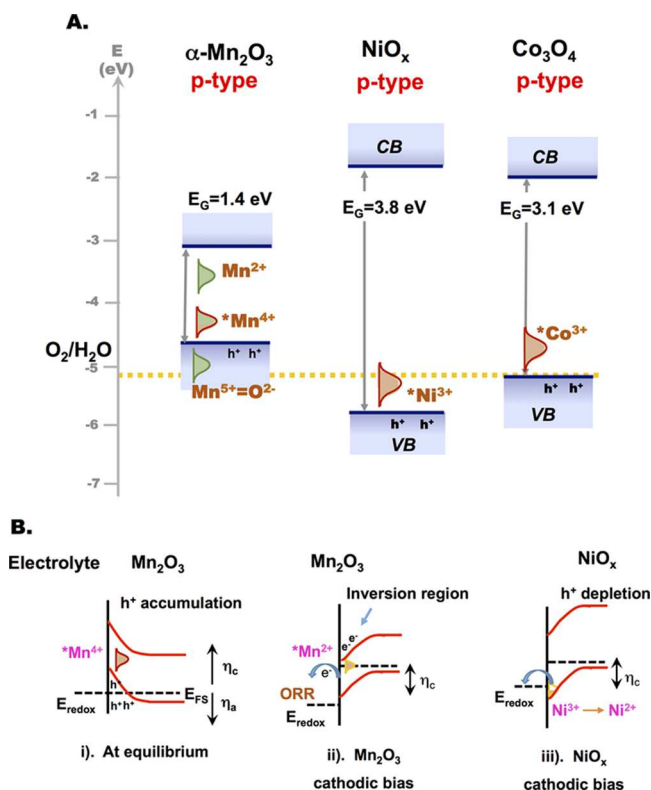 A.
E
(eV)
α-Mn₂O₃
p-type
NiOₓ
p-type
Co₃O₄
p-type
-1
-2
-3
-4
-5
-6
-7
O₂/H₂O
E_G=1.4 eV
Mn²⁺
*Mn⁴⁺
h⁺ h⁺
Mn⁵⁺=O²⁻
CB
E_G=3.8 eV
*Ni³⁺
h⁺ h⁺
VB
CB
E_G=3.1 eV
*Co³⁺
h⁺ h⁺
VB
B.
Electrolyte Mn₂O₃
h⁺ accumulation
*Mn⁴⁺
h⁺
h⁺h⁺
E_redox
E_FS
η_c
η_a
i). At equilibrium
Mn₂O₃
Inversion region
*Mn²⁺
e⁻ e⁻
e⁻
ORR
E_redox
η_c
ii). Mn₂O₃
cathodic bias
NiOₓ
h⁺ depletion
E_redox
η_c
Ni³⁺ → Ni²⁺
iii). NiOₓ
cathodic bias